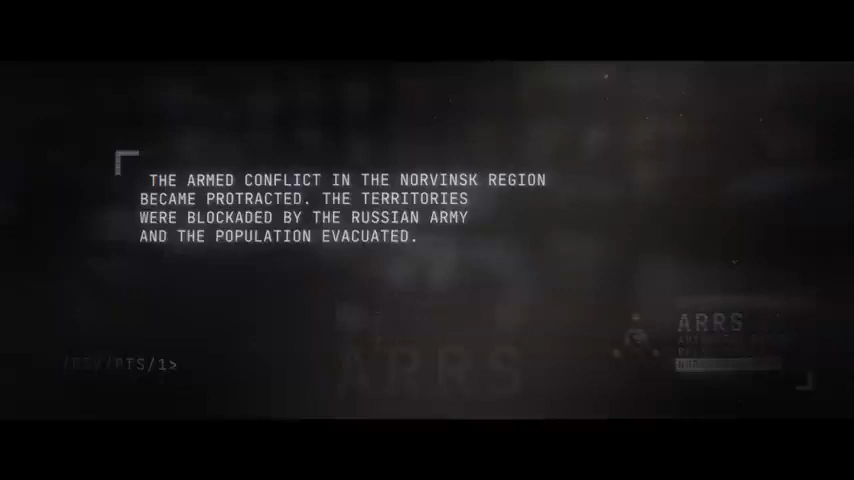 THE ARMED CONFLICT IN THE NORVINSK REGION
BECAME PROTRACTED. THE TERRITORIES
WERE BLOCKADED BY THE RUSSIAN ARMY
AND THE POPULATION EVACUATED.
ARRS
ARRS
/PTS/1>